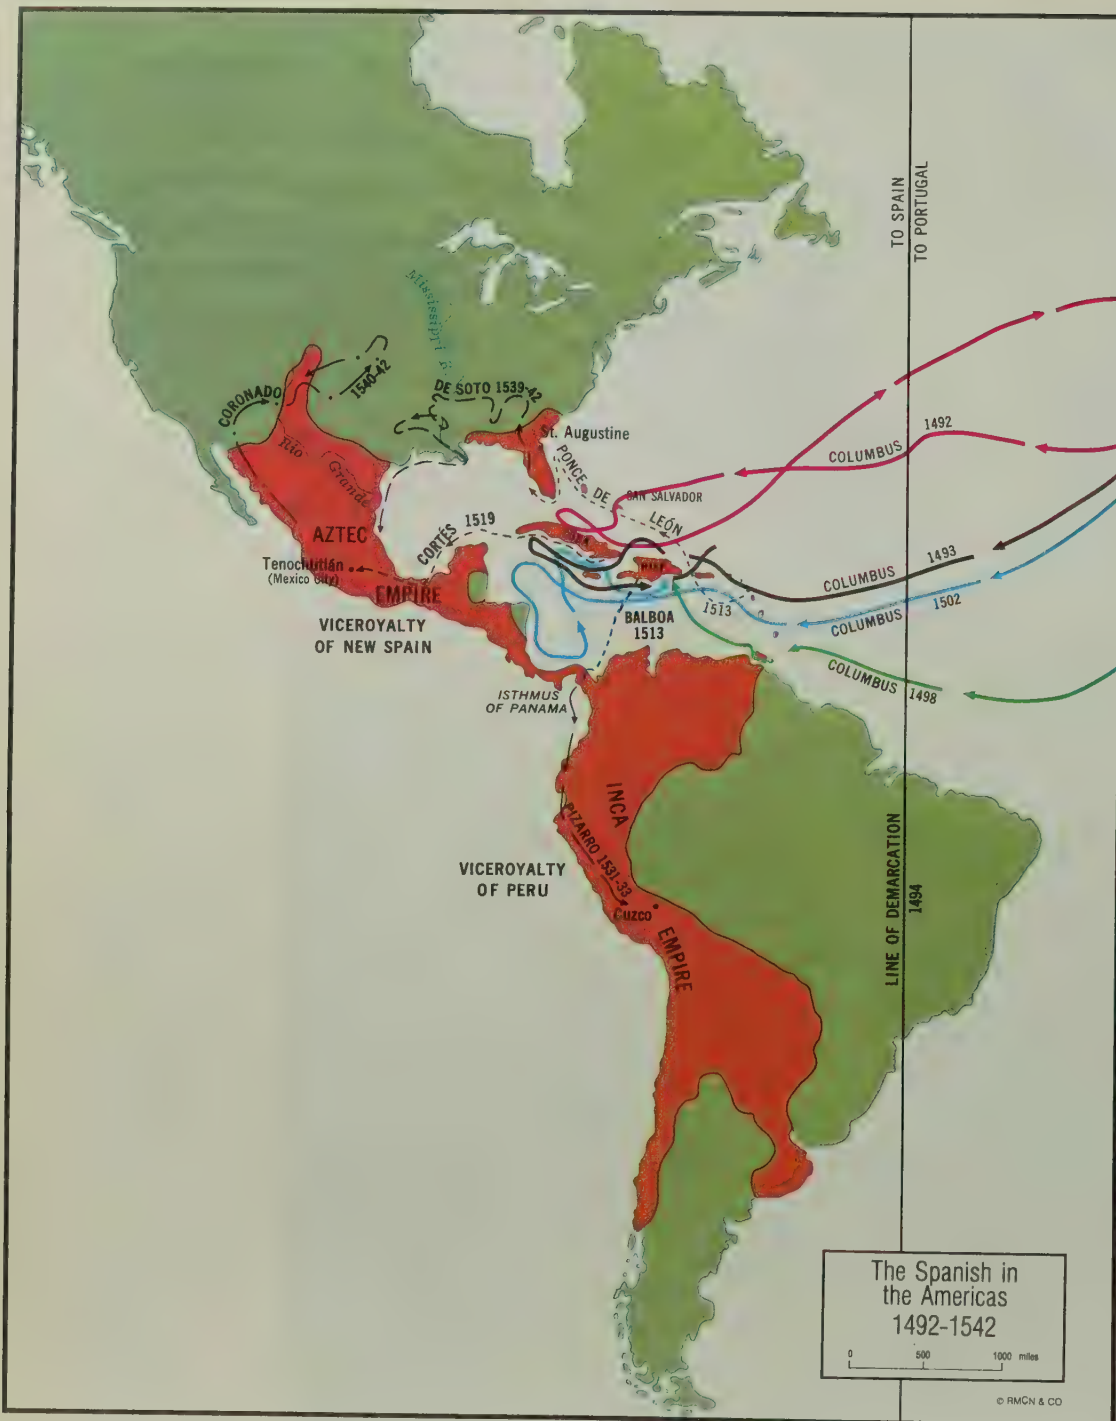 TO SPAIN
TO PORTUGAL
Mississippi R.
CORONADO
1540-42
DE SOTO 1539-42
St. Augustine
Rio Grande
PONCE DE LEÓN
1513
SAN SALVADOR
COLUMBUS 1492
AZTEC
EMPIRE
CORTÉS 1519
Tenochtitlán
(Mexico City)
VICEROYALTY
OF NEW SPAIN
COLUMBUS 1493
COLUMBUS 1502
COLUMBUS 1498
BALBOA
1513
ISTHMUS
OF PANAMA
INCA
EMPIRE
PIZARRO 1531-33
Cuzco
VICEROYALTY
OF PERU
LINE OF DEMARCATION
1494
The Spanish in
the Americas
1492-1542
0 500 1000 miles
© RMCN & CO